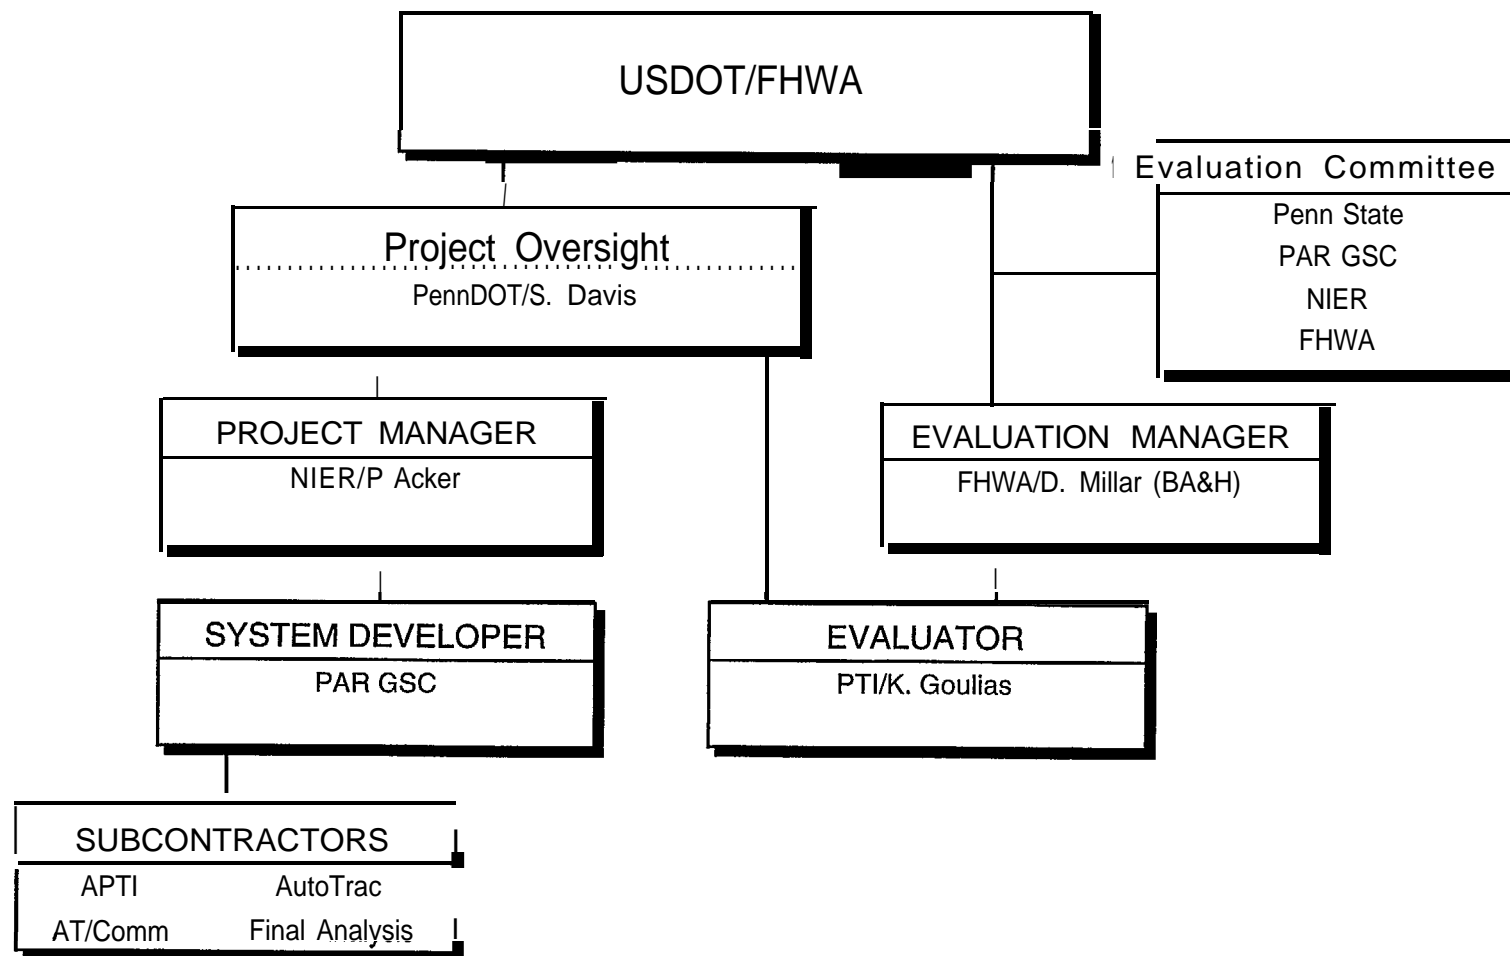 USDOT/FHWA
Evaluation Committee
Penn State
PAR GSC
NIER
FHWA
Project Oversight
PennDOT/S. Davis
PROJECT MANAGER
NIER/P Acker
EVALUATION MANAGER
FHWA/D. Millar (BA&H)
SYSTEM DEVELOPER
PAR GSC
EVALUATOR
PTI/K. Goulias
SUBCONTRACTORS
APTI AutoTrac
AT/Comm Final Analysis